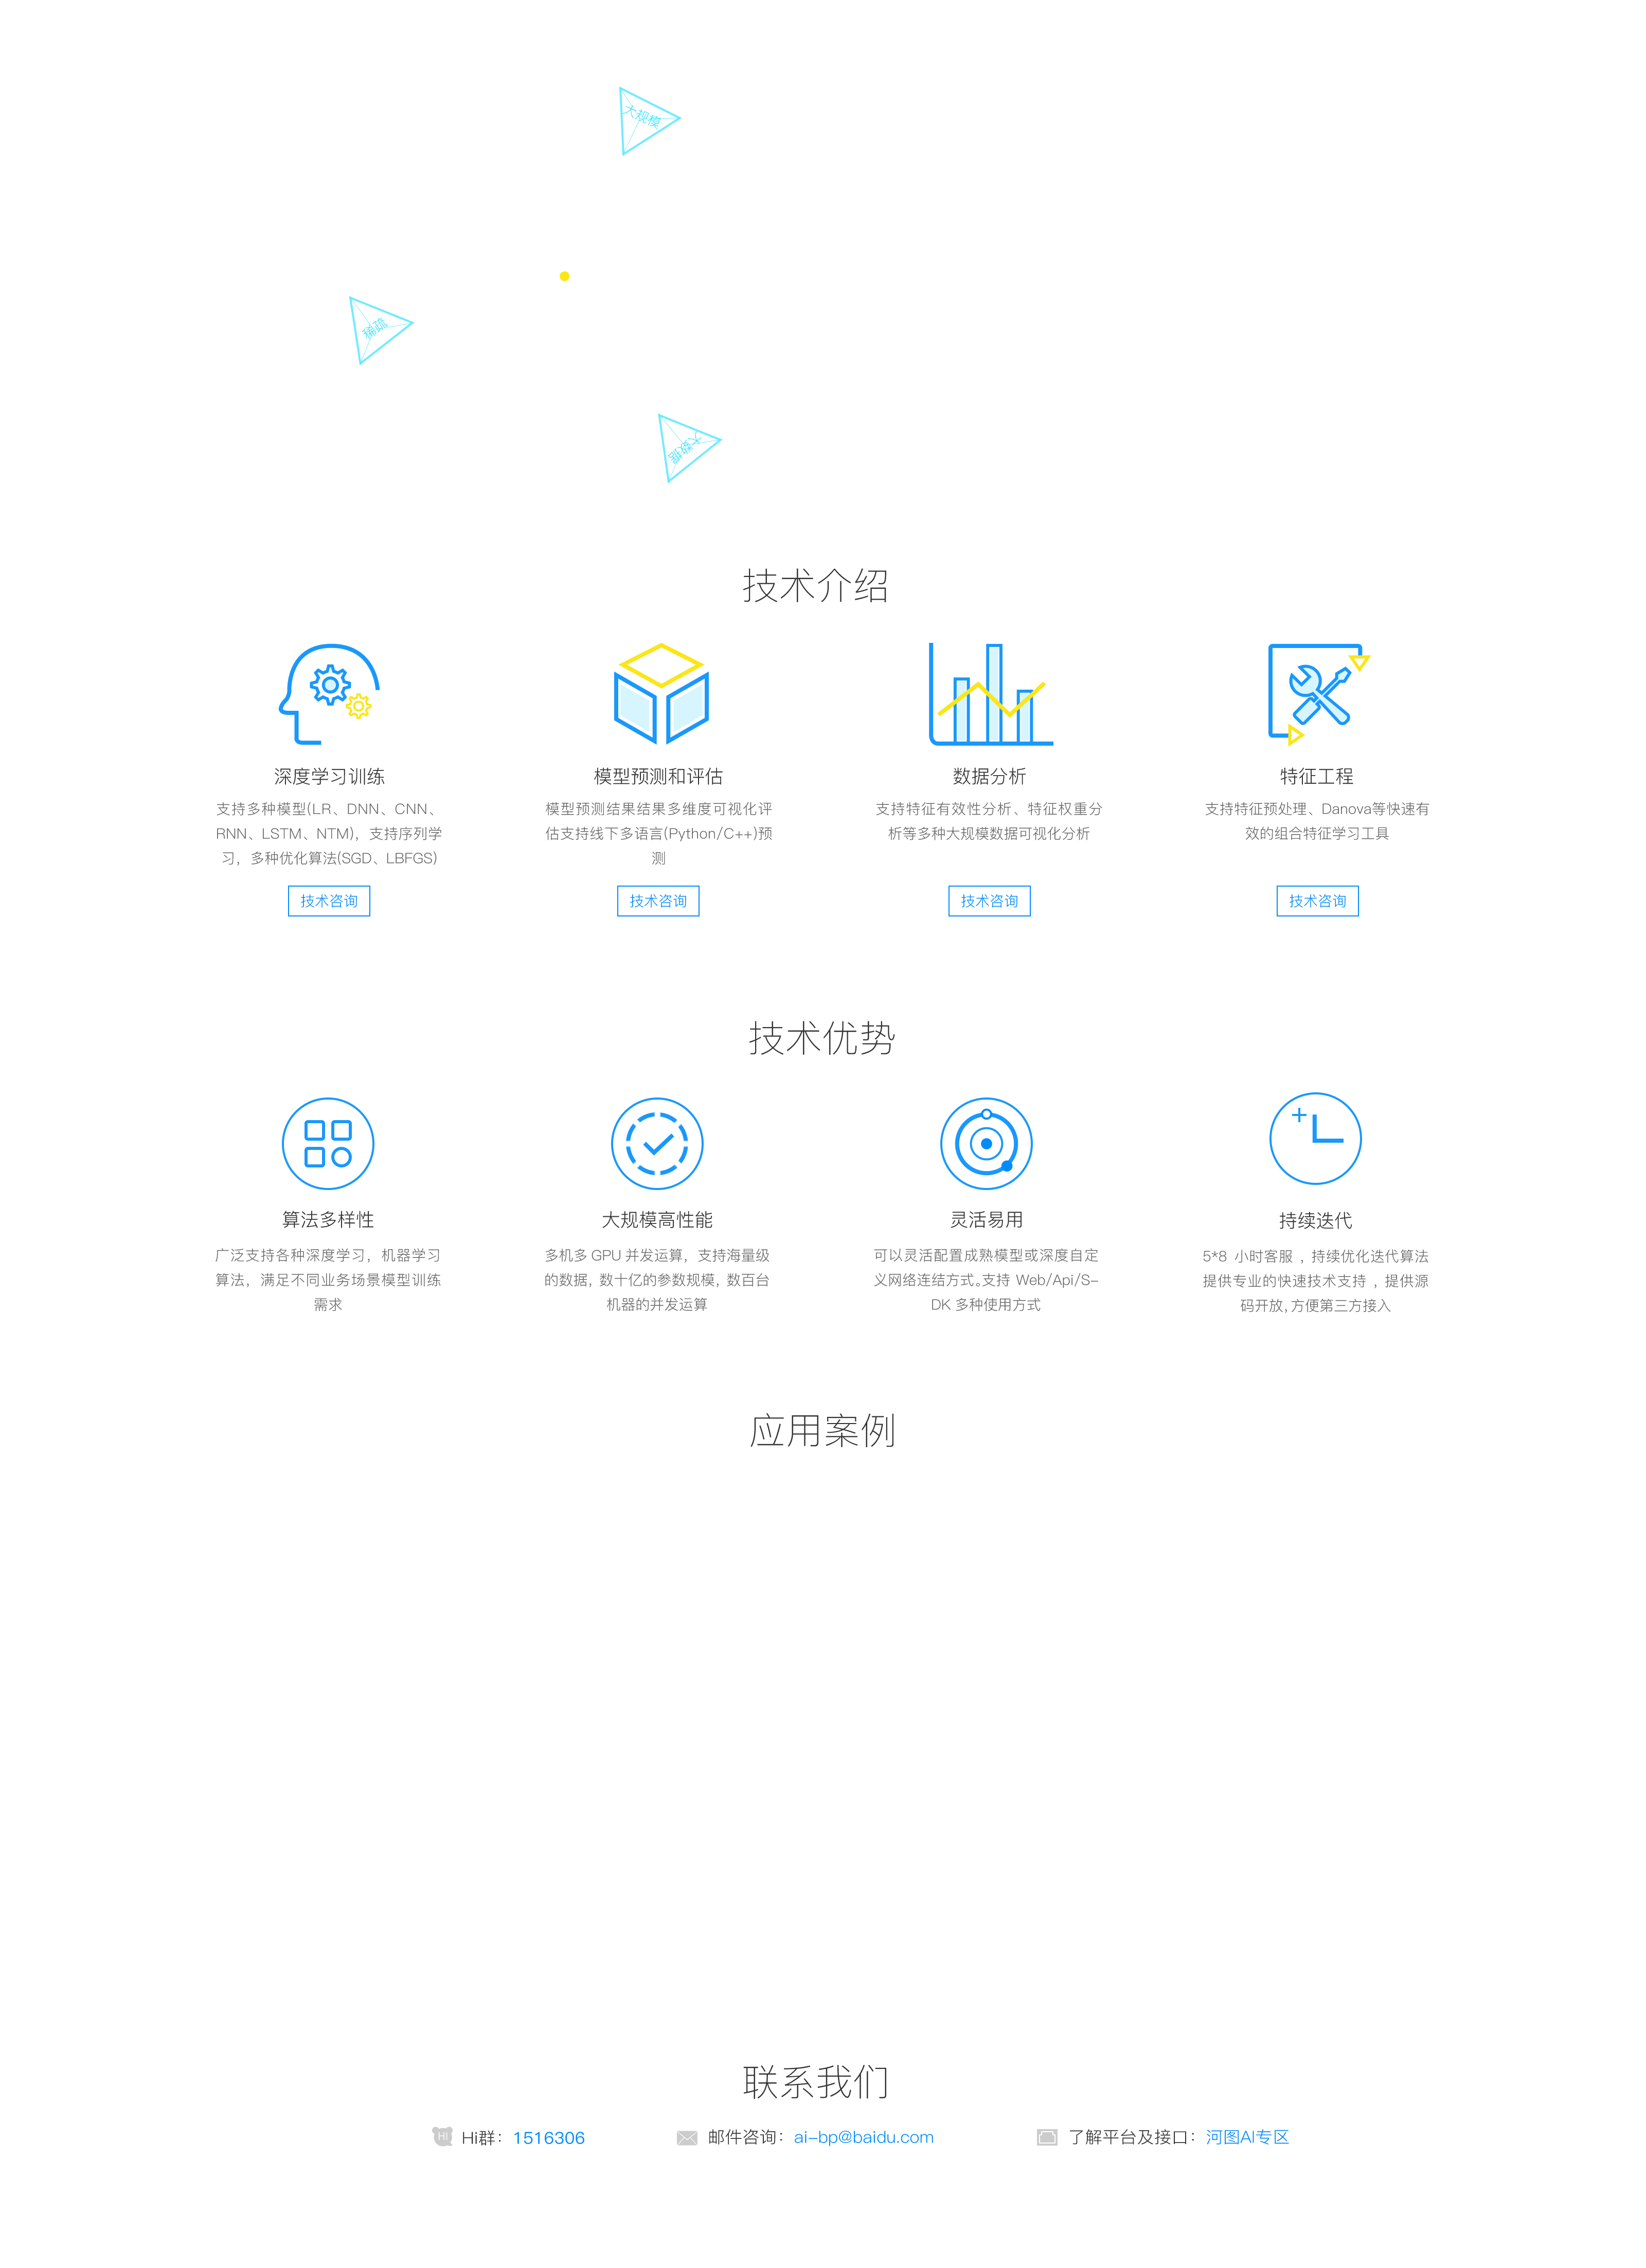 大规模
稀疏
大数据
技术介绍
深度学习训练
支持多种模型(LR、DNN、CNN、
RNN、LSTM、NTM)，支持序列学
习，多种优化算法(SGD、LBFGS)
技术咨询
模型预测和评估
模型预测结果结果多维度可视化评
估支持线下多语言(Python/C++)预
测
技术咨询
数据分析
支持特征有效性分析、特征权重分
析等多种大规模数据可视化分析
技术咨询
特征工程
支持特征预处理、Danova等快速有
效的组合特征学习工具
技术咨询
技术优势
算法多样性
广泛支持各种深度学习，机器学习
算法，满足不同业务场景模型训练
需求
大规模高性能
多机多 GPU 并发运算，支持海量级
的数据，数十亿的参数规模，数百台
机器的并发运算
灵活易用
可以灵活配置成熟模型或深度自定
义网络连结方式。支持 Web/Api/S-
DK 多种使用方式
持续迭代
5*8 小时客服 ，持续优化迭代算法
提供专业的快速技术支持 ，提供源
码开放，方便第三方接入
应用案例
联系我们
HI Hi群：1516306
邮件咨询：ai-bp@baidu.com
了解平台及接口：河图AI专区